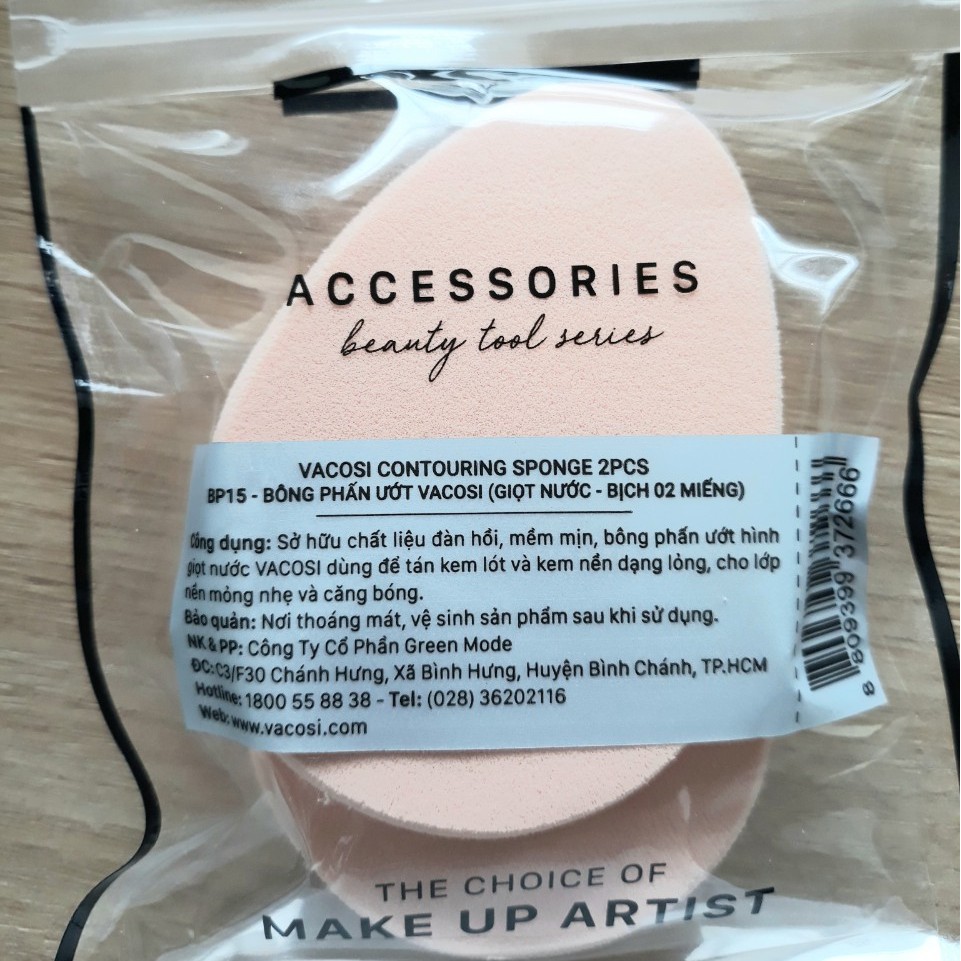 ACCESSORIES
beauty tool series
VACOSI CONTOURING SPONGE 2PCS
BP15 - BÔNG PHẤN ƯỚT VACOSI (GIỌT NƯỚC - BỊCH 02 MIẾNG)
Công dụng: Sở hữu chất liệu đàn hồi, mềm mịn, bông phấn ướt hình
giọt nước VACOSI dùng để tán kem lót và kem nền dạng lỏng, cho lớp
nền mỏng nhẹ và căng bóng.
Bảo quản: Nơi thoáng mát, vệ sinh sản phẩm sau khi sử dụng.
NK & PP: Công Ty Cổ Phần Green Mode
ĐC: C3/F30 Chánh Hưng, Xã Bình Hưng, Huyện Bình Chánh, TP.HCM
Hotline: 1800 55 88 38 - Tel: (028) 36202116
Web: www.vacosi.com
8 809399 372666
THE CHOICE OF
MAKE UP ARTIST